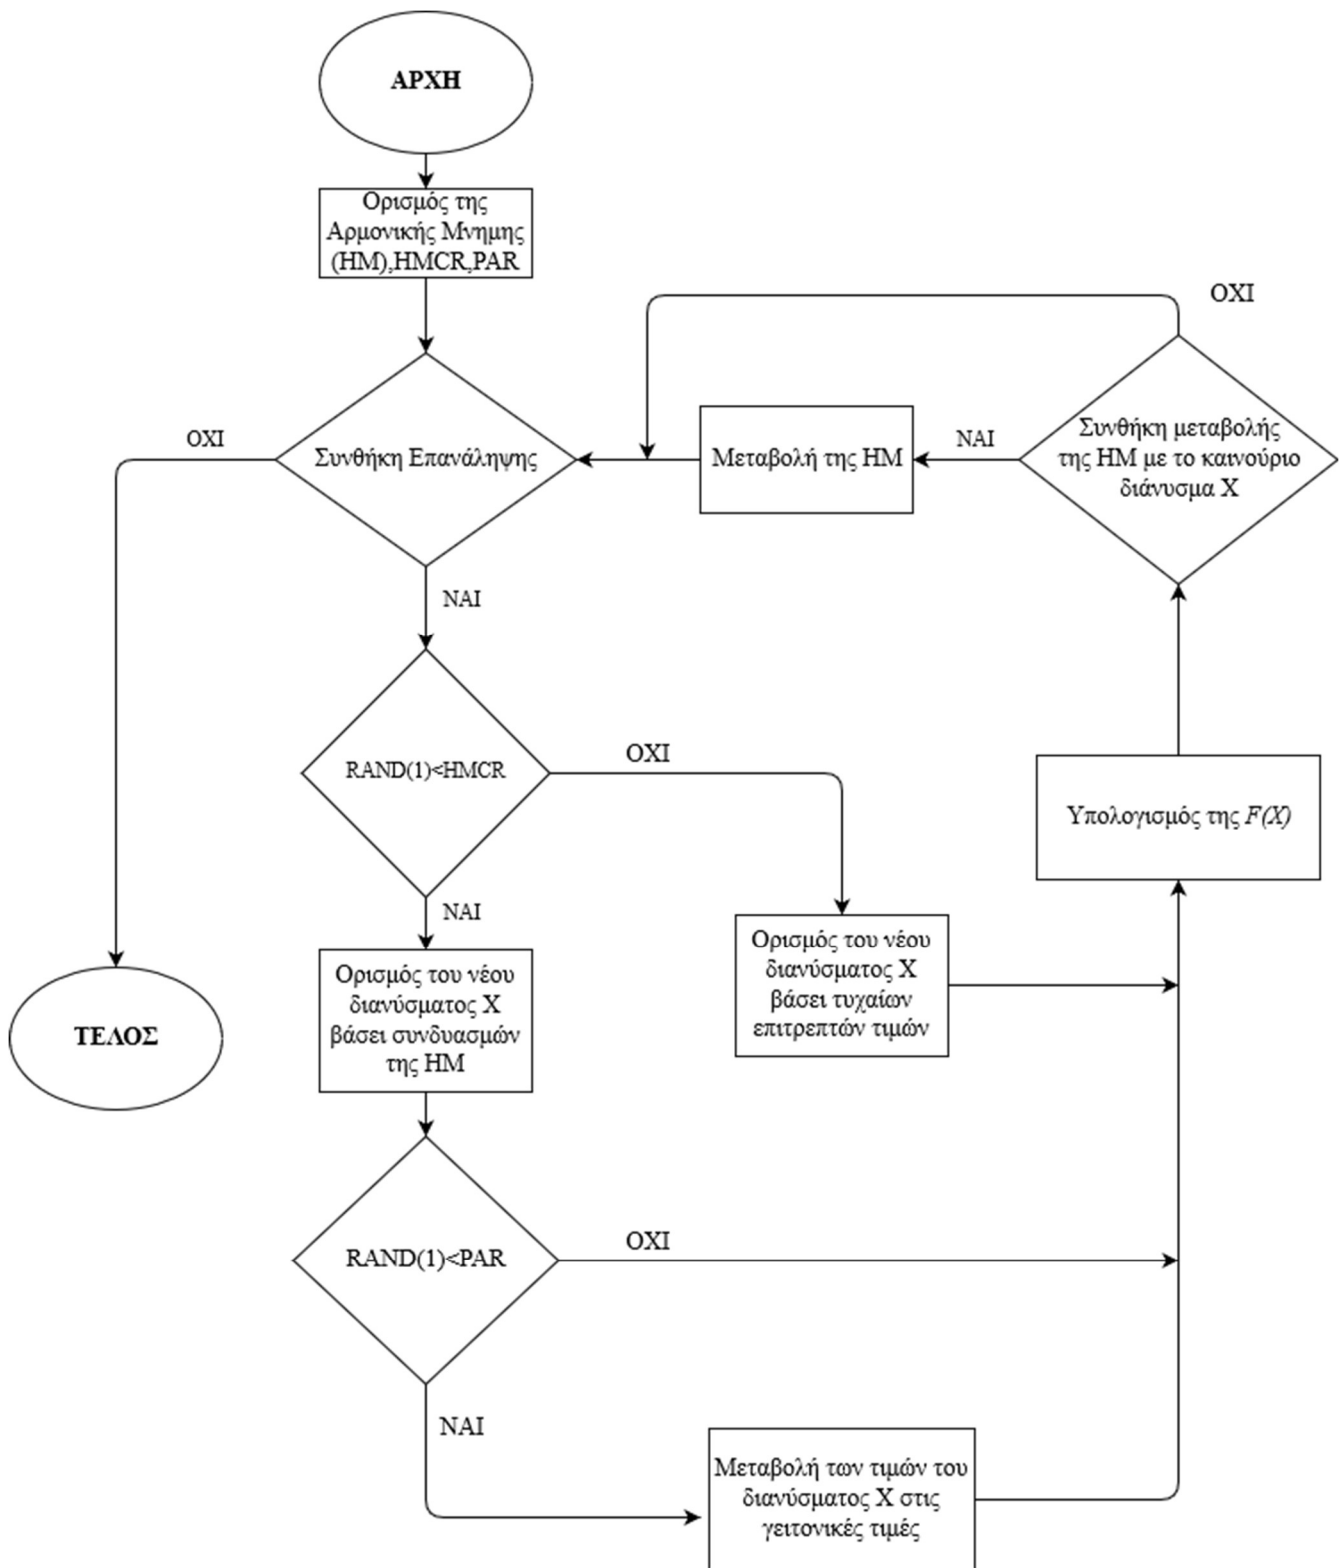 ΑΡΧΗ
Ορισμός της
Αρμονικής Μνημης
(HM),HMCR,PAR
ΟΧΙ
ΟΧΙ
Συνθήκη Επανάληψης
Μεταβολή της HM
ΝΑΙ
Συνθήκη μεταβολής
της HM με το καινούριο
διάνυσμα X
ΝΑΙ
RAND(1)<HMCR
ΟΧΙ
Υπολογισμός της F(X)
ΝΑΙ
Ορισμός του νέου
διανύσματος X
βάσει τυχαίων
επιτρεπτών τιμών
Ορισμός του νέου
διανύσματος X
βάσει συνδυασμών
της HM
ΤΕΛΟΣ
RAND(1)<PAR
ΟΧΙ
ΝΑΙ
Μεταβολή των τιμών του
διανύσματος X στις
γειτονικές τιμές